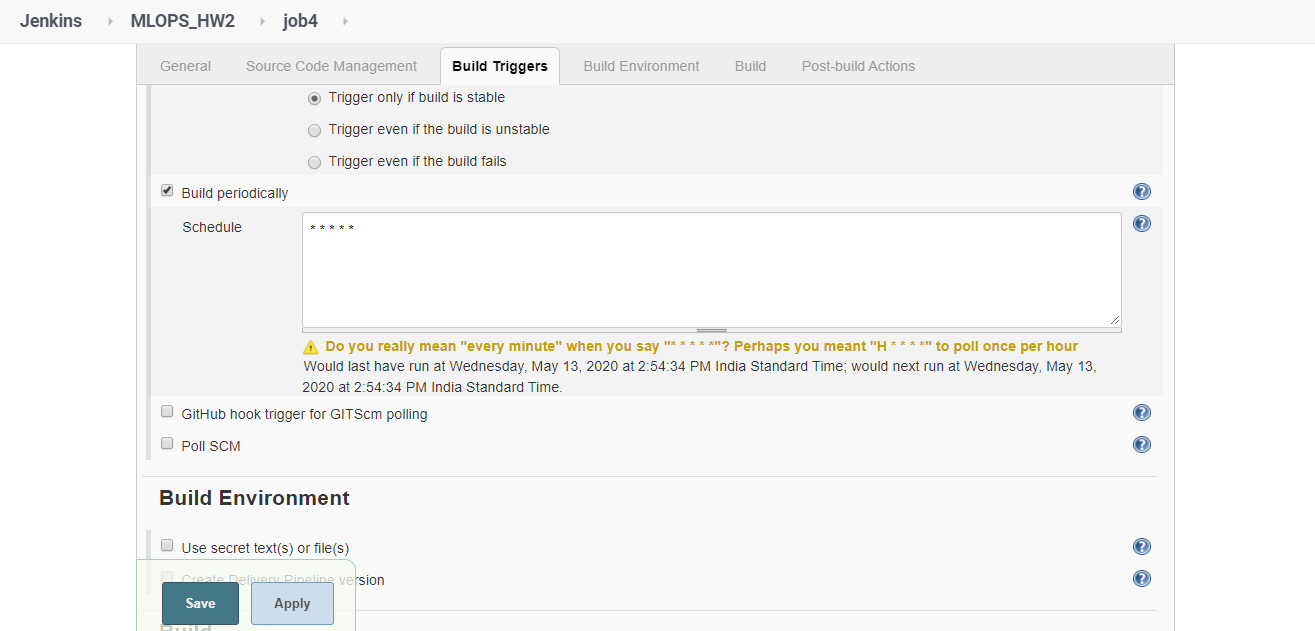 Jenkins MLOPS_HW2 job4
General Source Code Management Build Triggers Build Environment Build Post-build Actions
Trigger only if build is stable
Trigger even if the build is unstable
Trigger even if the build fails
Build periodically
Schedule
* * * * *
Do you really mean "every minute" when you say "* * * * *"? Perhaps you meant "H * * * *" to poll once per hour
Would last have run at Wednesday, May 13, 2020 at 2:54:34 PM India Standard Time; would next run at Wednesday, May 13,
2020 at 2:54:34 PM India Standard Time.
GitHub hook trigger for GITScm polling
Poll SCM
Build Environment
Use secret text(s) or file(s)
Create Delivery Pipeline version
Save Apply
Build